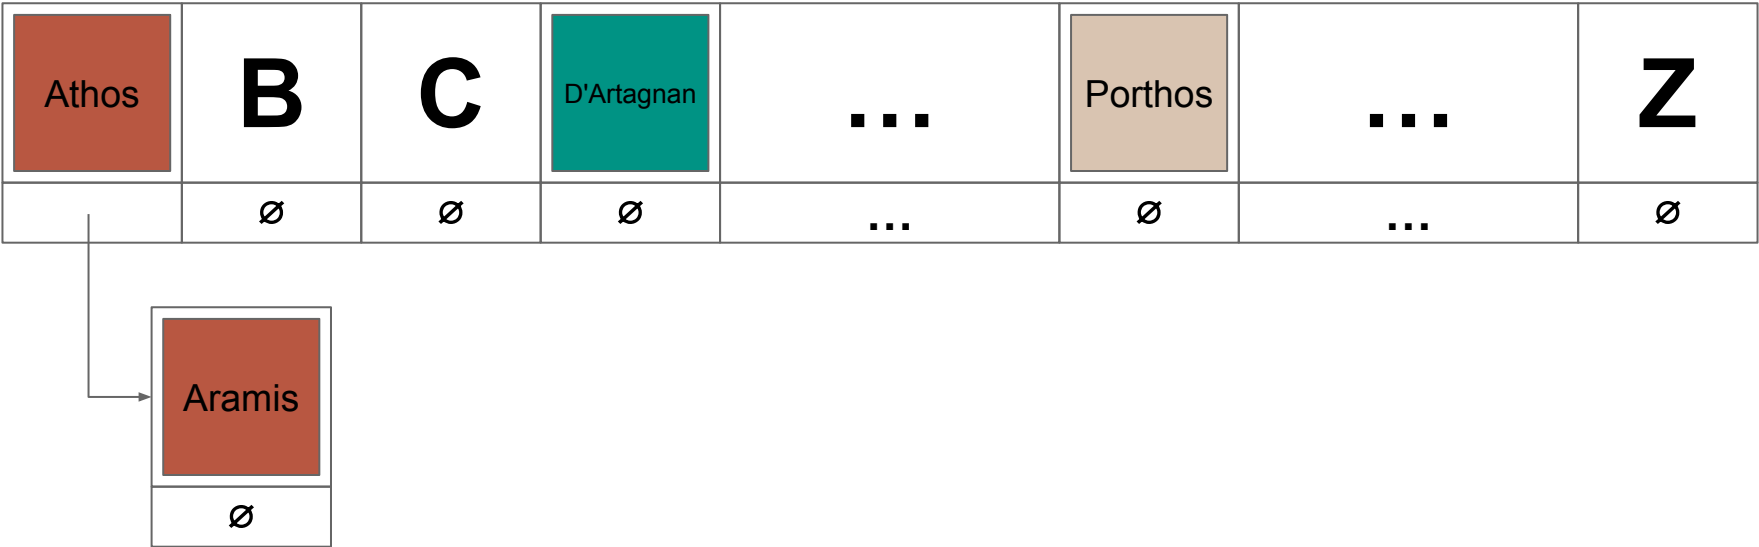 Athos B C D'Artagnan ... Porthos ... Z
∅ ∅ ∅ ... ∅ ... ∅
Aramis
∅